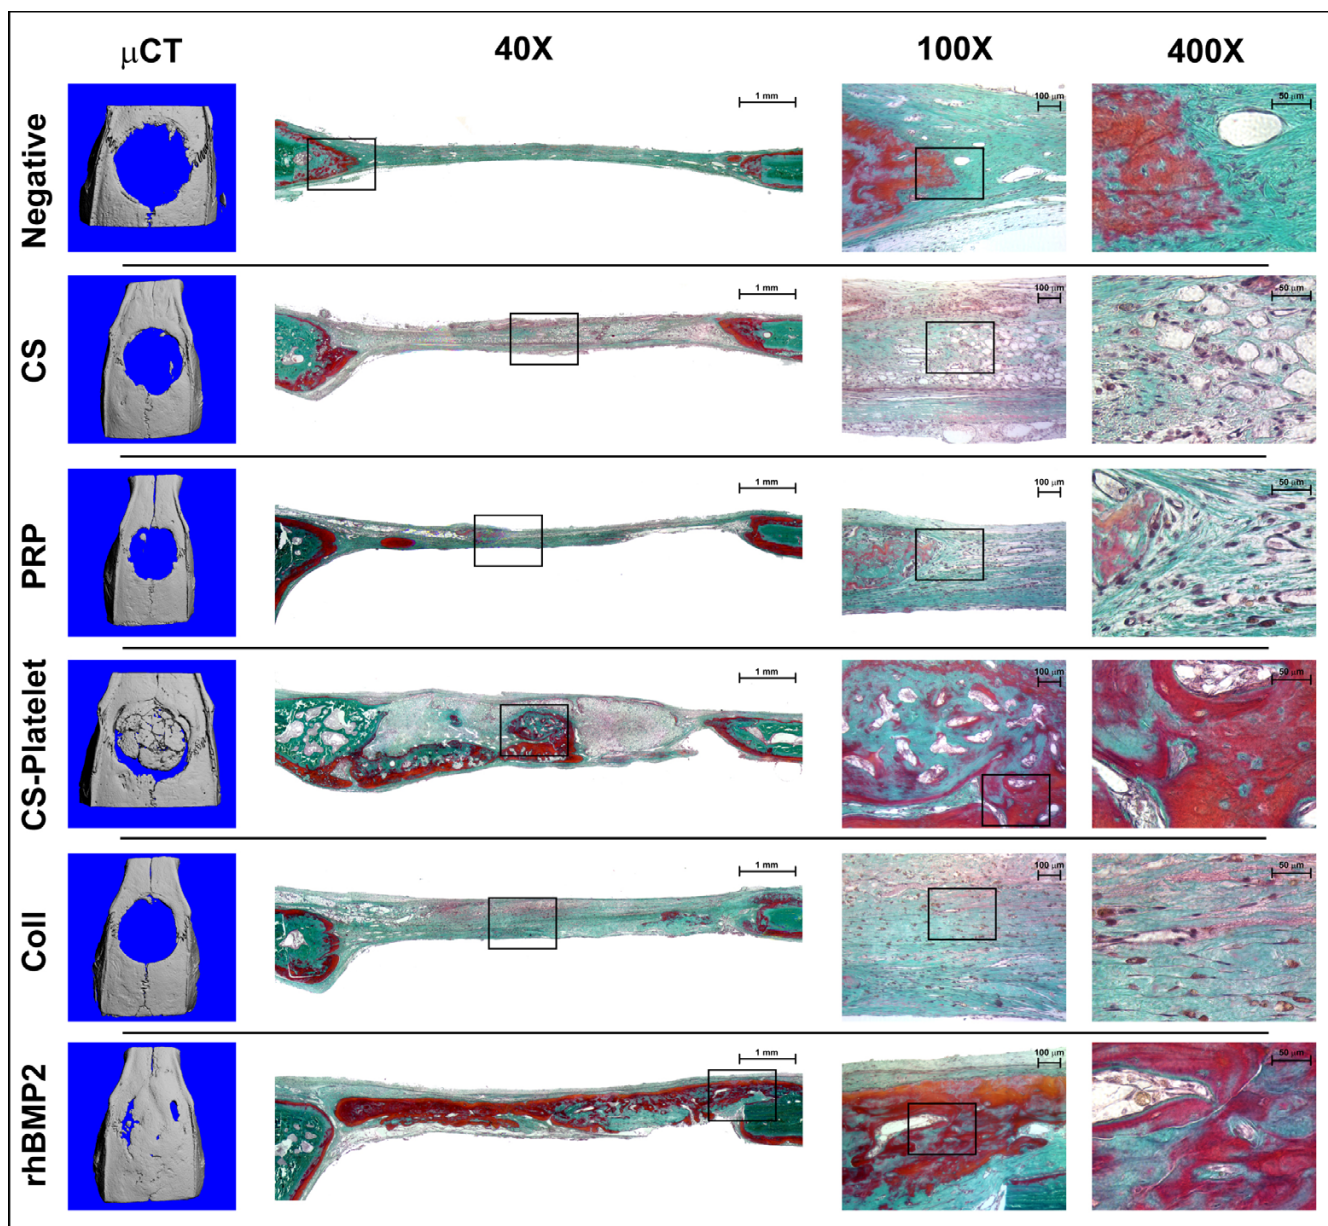 μCT 40X 100X 400X
Negative 1 mm 100 μm 50 μm
CS 1 mm 100 μm 50 μm
PRP 1 mm 100 μm 50 μm
CS-Platelet 1 mm 100 μm 50 μm
Coll 1 mm 100 μm 50 μm
rhBMP2 1 mm 100 μm 50 μm